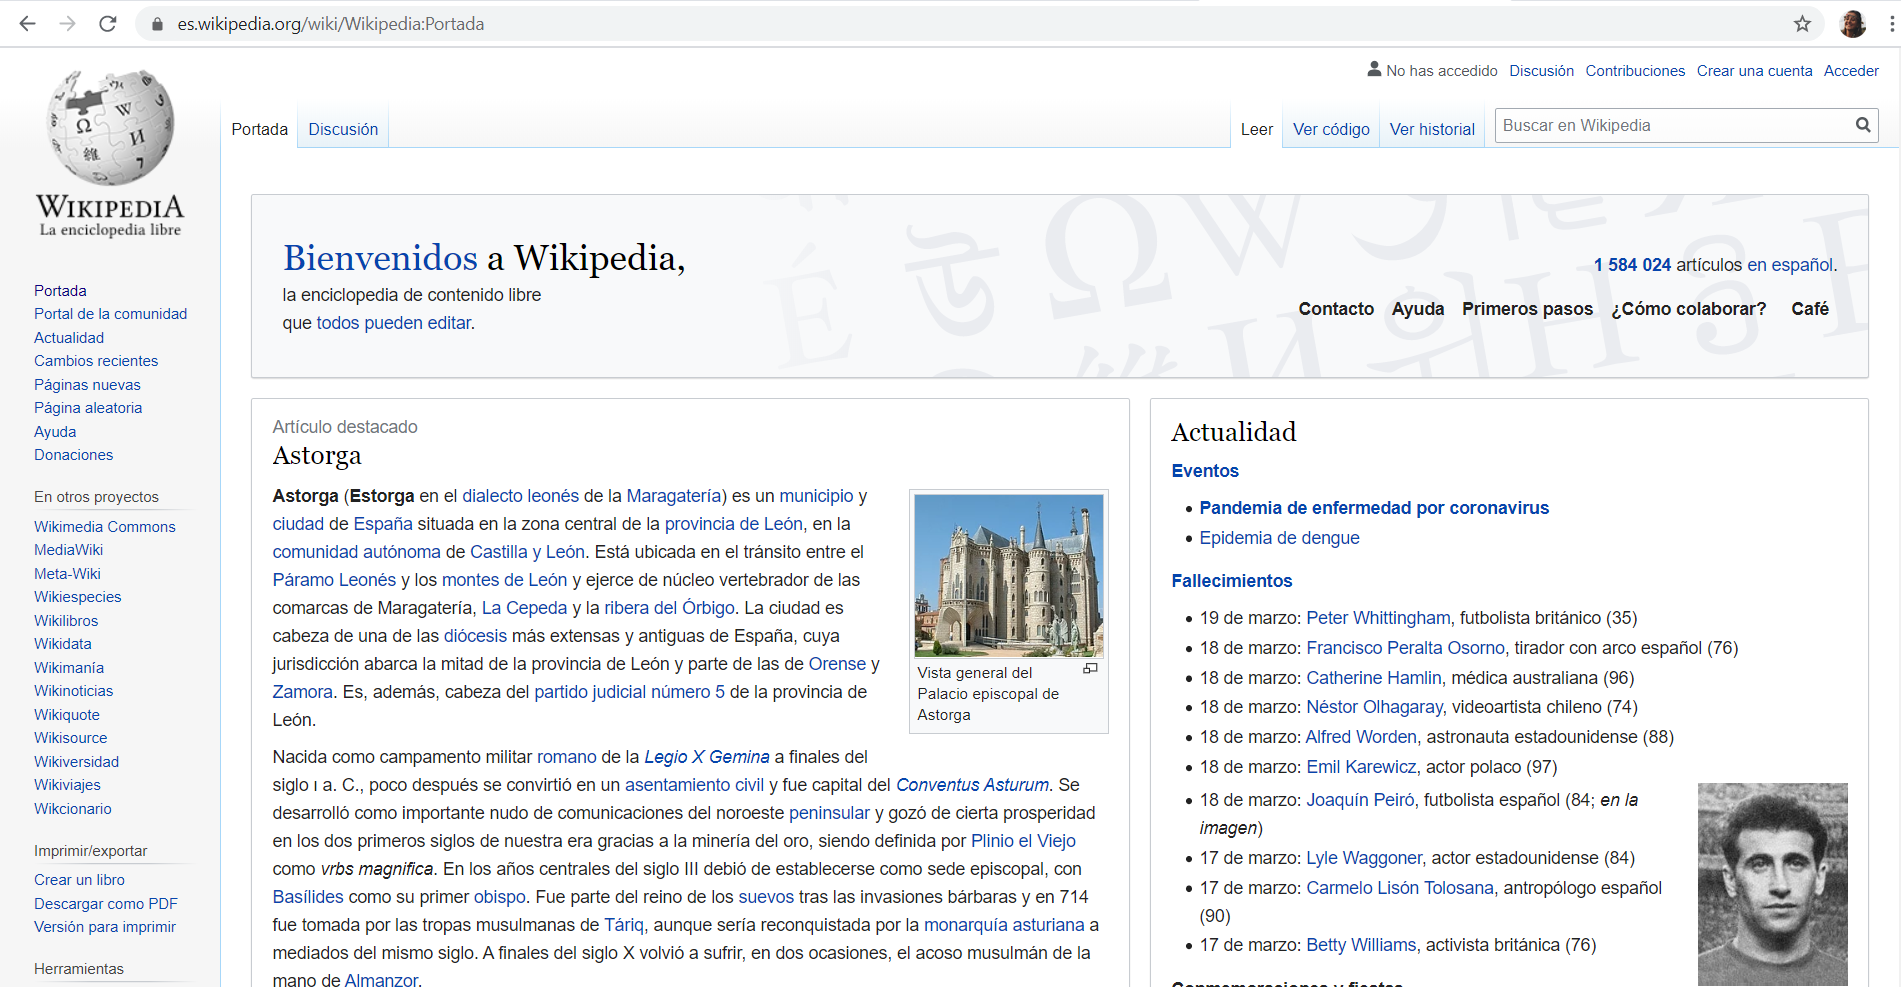 es.wikipedia.org/wiki/Wikipedia:Portada
No has accedido Discusión Contribuciones Crear una cuenta Acceder
Portada Discusión Leer Ver código Ver historial Buscar en Wikipedia
WIKIPEDIA
La enciclopedia libre
Portada
Portal de la comunidad
Actualidad
Cambios recientes
Páginas nuevas
Página aleatoria
Ayuda
Donaciones
En otros proyectos
Wikimedia Commons
MediaWiki
Meta-Wiki
Wikiespecies
Wikilibros
Wikidata
Wikimanía
Wikinoticias
Wikiquote
Wikisource
Wikiversidad
Wikiviajes
Wikcionario
Imprimir/exportar
Crear un libro
Descargar como PDF
Versión para imprimir
Herramientas
Bienvenidos a Wikipedia,
la enciclopedia de contenido libre
que todos pueden editar.
1 584 024 artículos en español.
Contacto Ayuda Primeros pasos ¿Cómo colaborar? Café
Artículo destacado
Astorga
Astorga (Estorga en el dialecto leonés de la Maragatería) es un municipio y
ciudad de España situada en la zona central de la provincia de León, en la
comunidad autónoma de Castilla y León. Está ubicada en el tránsito entre el
Páramo Leonés y los montes de León y ejerce de núcleo vertebrador de las
comarcas de Maragatería, La Cepeda y la ribera del Órbigo. La ciudad es
cabeza de una de las diócesis más extensas y antiguas de España, cuya
jurisdicción abarca la mitad de la provincia de León y parte de las de Orense y
Zamora. Es, además, cabeza del partido judicial número 5 de la provincia de
León.
Vista general del
Palacio episcopal de
Astorga
Nacida como campamento militar romano de la Legio X Gemina a finales del
siglo I a. C., poco después se convirtió en un asentamiento civil y fue capital del Conventus Asturum. Se
desarrolló como importante nudo de comunicaciones del noroeste peninsular y gozó de cierta prosperidad
en los dos primeros siglos de nuestra era gracias a la minería del oro, siendo definida por Plinio el Viejo
como vrbs magnifica. En los años centrales del siglo III debió de establecerse como sede episcopal, con
Basílides como su primer obispo. Fue parte del reino de los suevos tras las invasiones bárbaras y en 714
fue tomada por las tropas musulmanas de Táriq, aunque sería reconquistada por la monarquía asturiana a
mediados del mismo siglo. A finales del siglo X volvió a sufrir, en dos ocasiones, el acoso musulmán de la
mano de Almanzor.
Actualidad
Eventos
• Pandemia de enfermedad por coronavirus
• Epidemia de dengue
Fallecimientos
• 19 de marzo: Peter Whittingham, futbolista británico (35)
• 18 de marzo: Francisco Peralta Osorno, tirador con arco español (76)
• 18 de marzo: Catherine Hamlin, médica australiana (96)
• 18 de marzo: Néstor Olhagaray, videoartista chileno (74)
• 18 de marzo: Alfred Worden, astronauta estadounidense (88)
• 18 de marzo: Emil Karewicz, actor polaco (97)
• 18 de marzo: Joaquín Peiró, futbolista español (84; en la
imagen)
• 17 de marzo: Lyle Waggoner, actor estadounidense (84)
• 17 de marzo: Carmelo Lisón Tolosana, antropólogo español
(90)
• 17 de marzo: Betty Williams, activista británica (76)
Conmemoraciones y fiestas